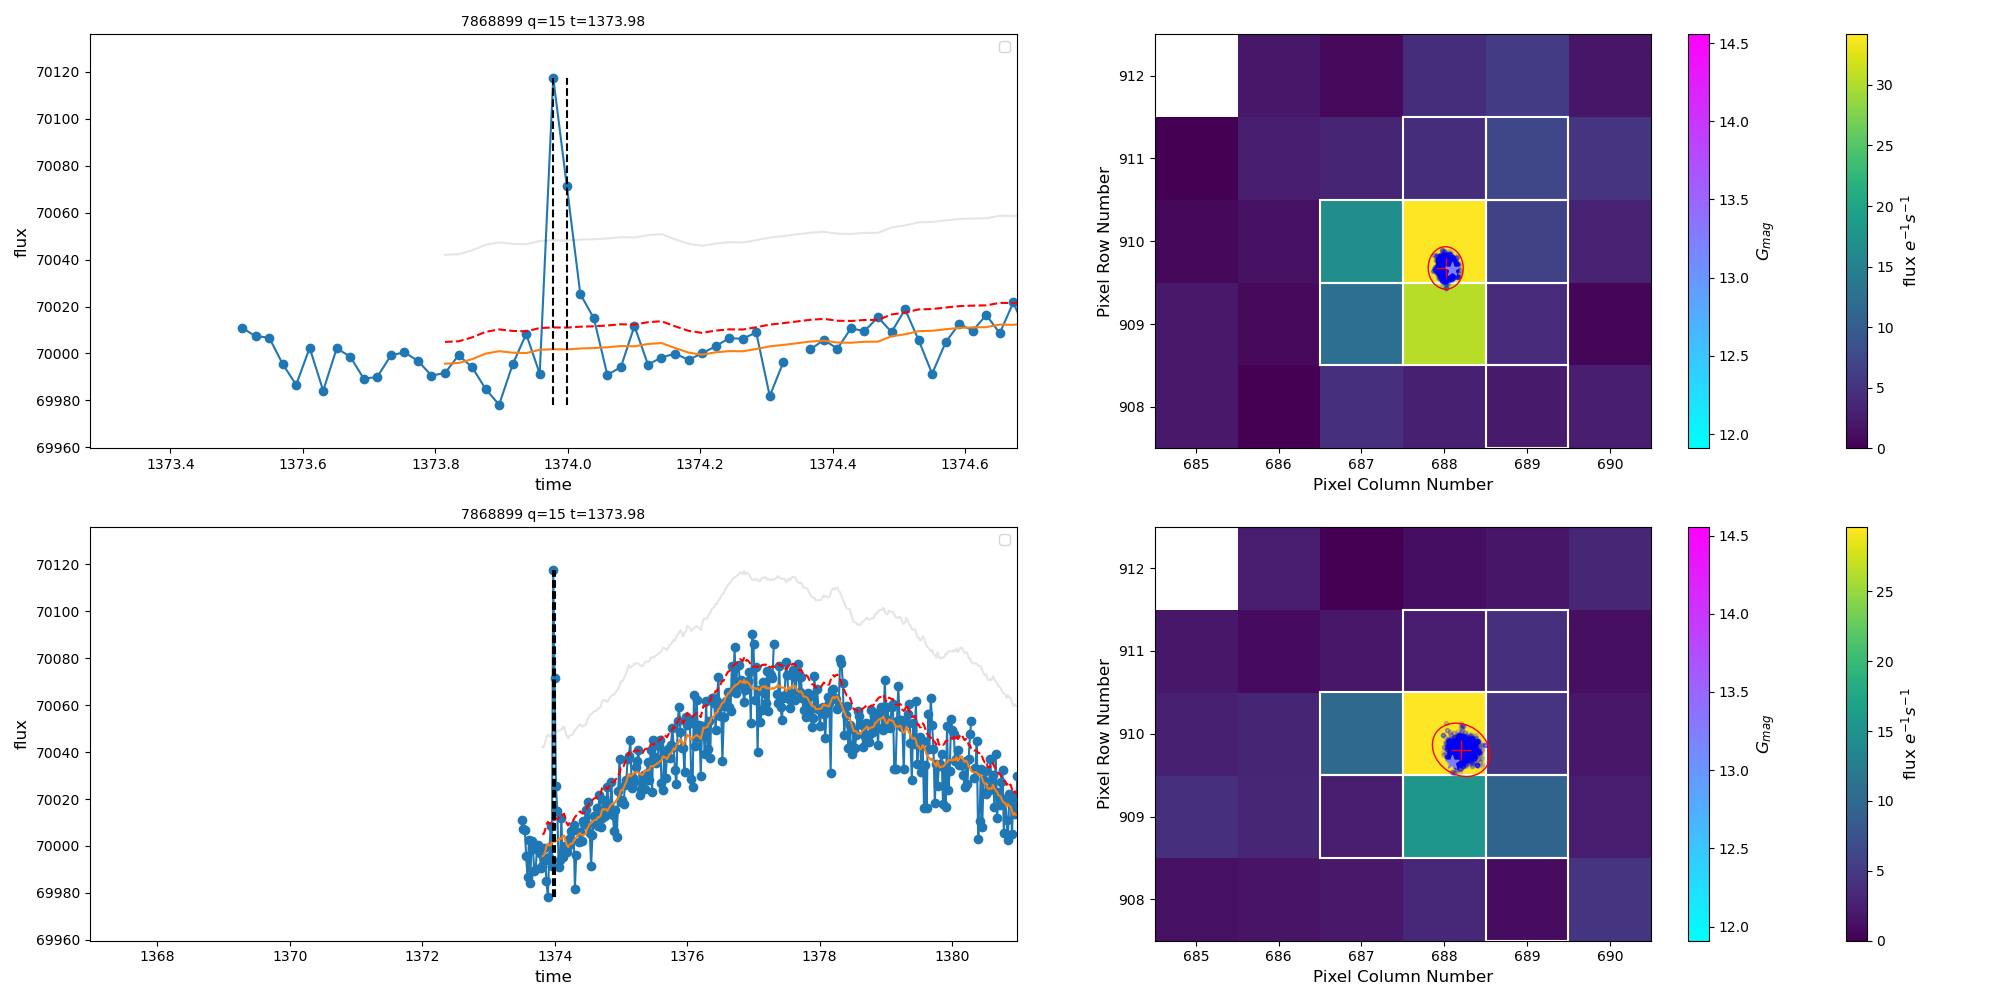 7868899 q=15 t=1373.98
flux
70120
70100
70080
70060
70040
70020
70000
69980
69960
1373.4 1373.6 1373.8 1374.0 1374.2 1374.4 1374.6
time
Pixel Row Number
912
911
910
909
908
685 686 687 688 689 690
Pixel Column Number
14.5
14.0
13.5
13.0
12.5
12.0
G_mag
30
25
20
15
10
5
0
flux e⁻¹s⁻¹
7868899 q=15 t=1373.98
flux
70120
70100
70080
70060
70040
70020
70000
69980
69960
1368 1370 1372 1374 1376 1378 1380
time
Pixel Row Number
912
911
910
909
908
685 686 687 688 689 690
Pixel Column Number
14.5
14.0
13.5
13.0
12.5
12.0
G_mag
25
20
15
10
5
0
flux e⁻¹s⁻¹